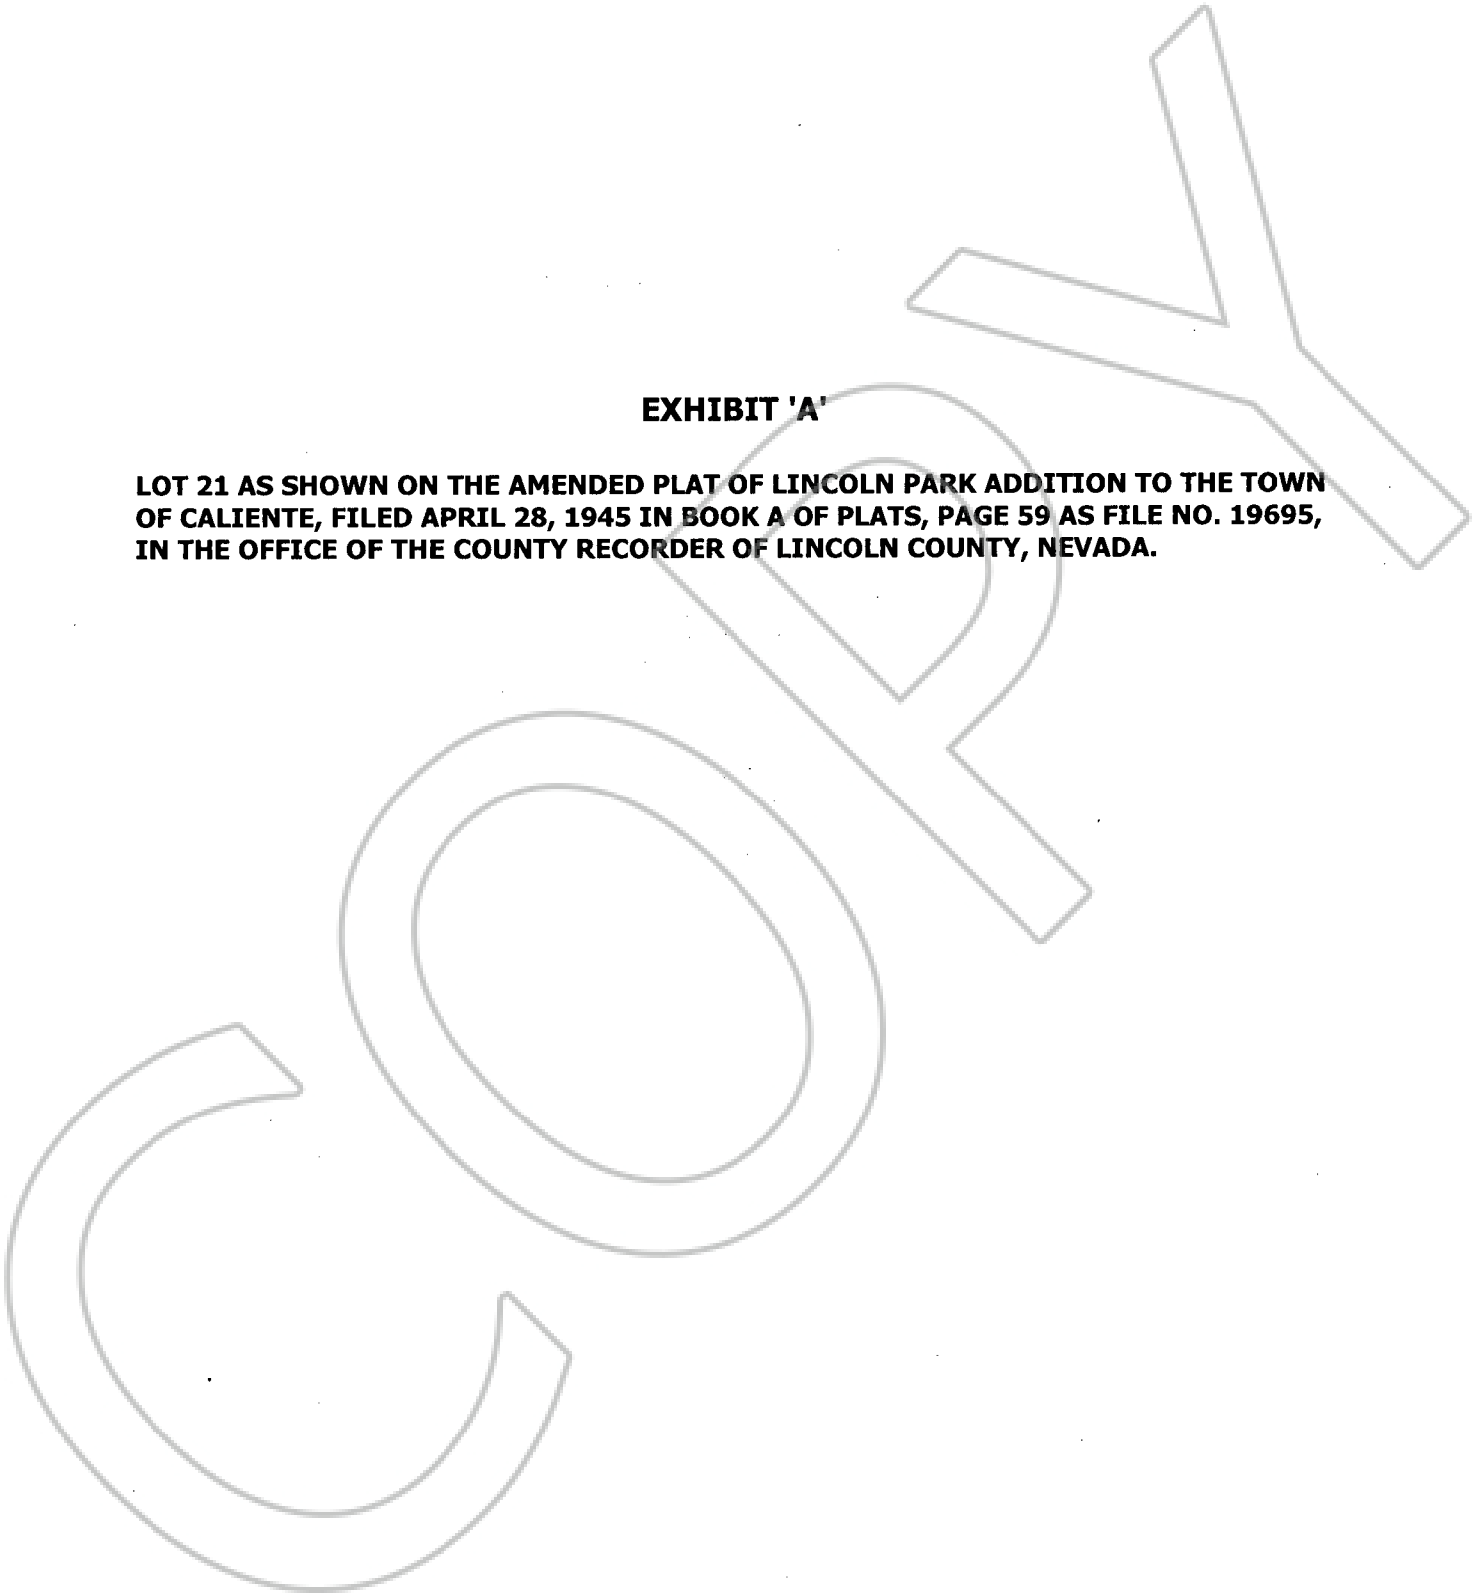 EXHIBIT 'A'
LOT 21 AS SHOWN ON THE AMENDED PLAT OF LINCOLN PARK ADDITION TO THE TOWN
OF CALIENTE, FILED APRIL 28, 1945 IN BOOK A OF PLATS, PAGE 59 AS FILE NO. 19695,
IN THE OFFICE OF THE COUNTY RECORDER OF LINCOLN COUNTY, NEVADA.
COPY